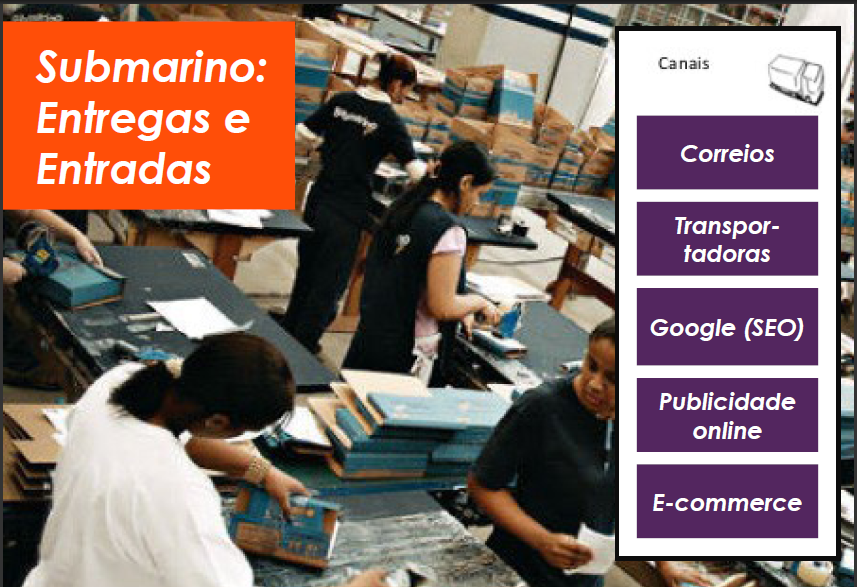 Submarino:
Entregas e
Entradas
Canais
Correios
Transpor-
tadoras
Google (SEO)
Publicidade
online
E-commerce